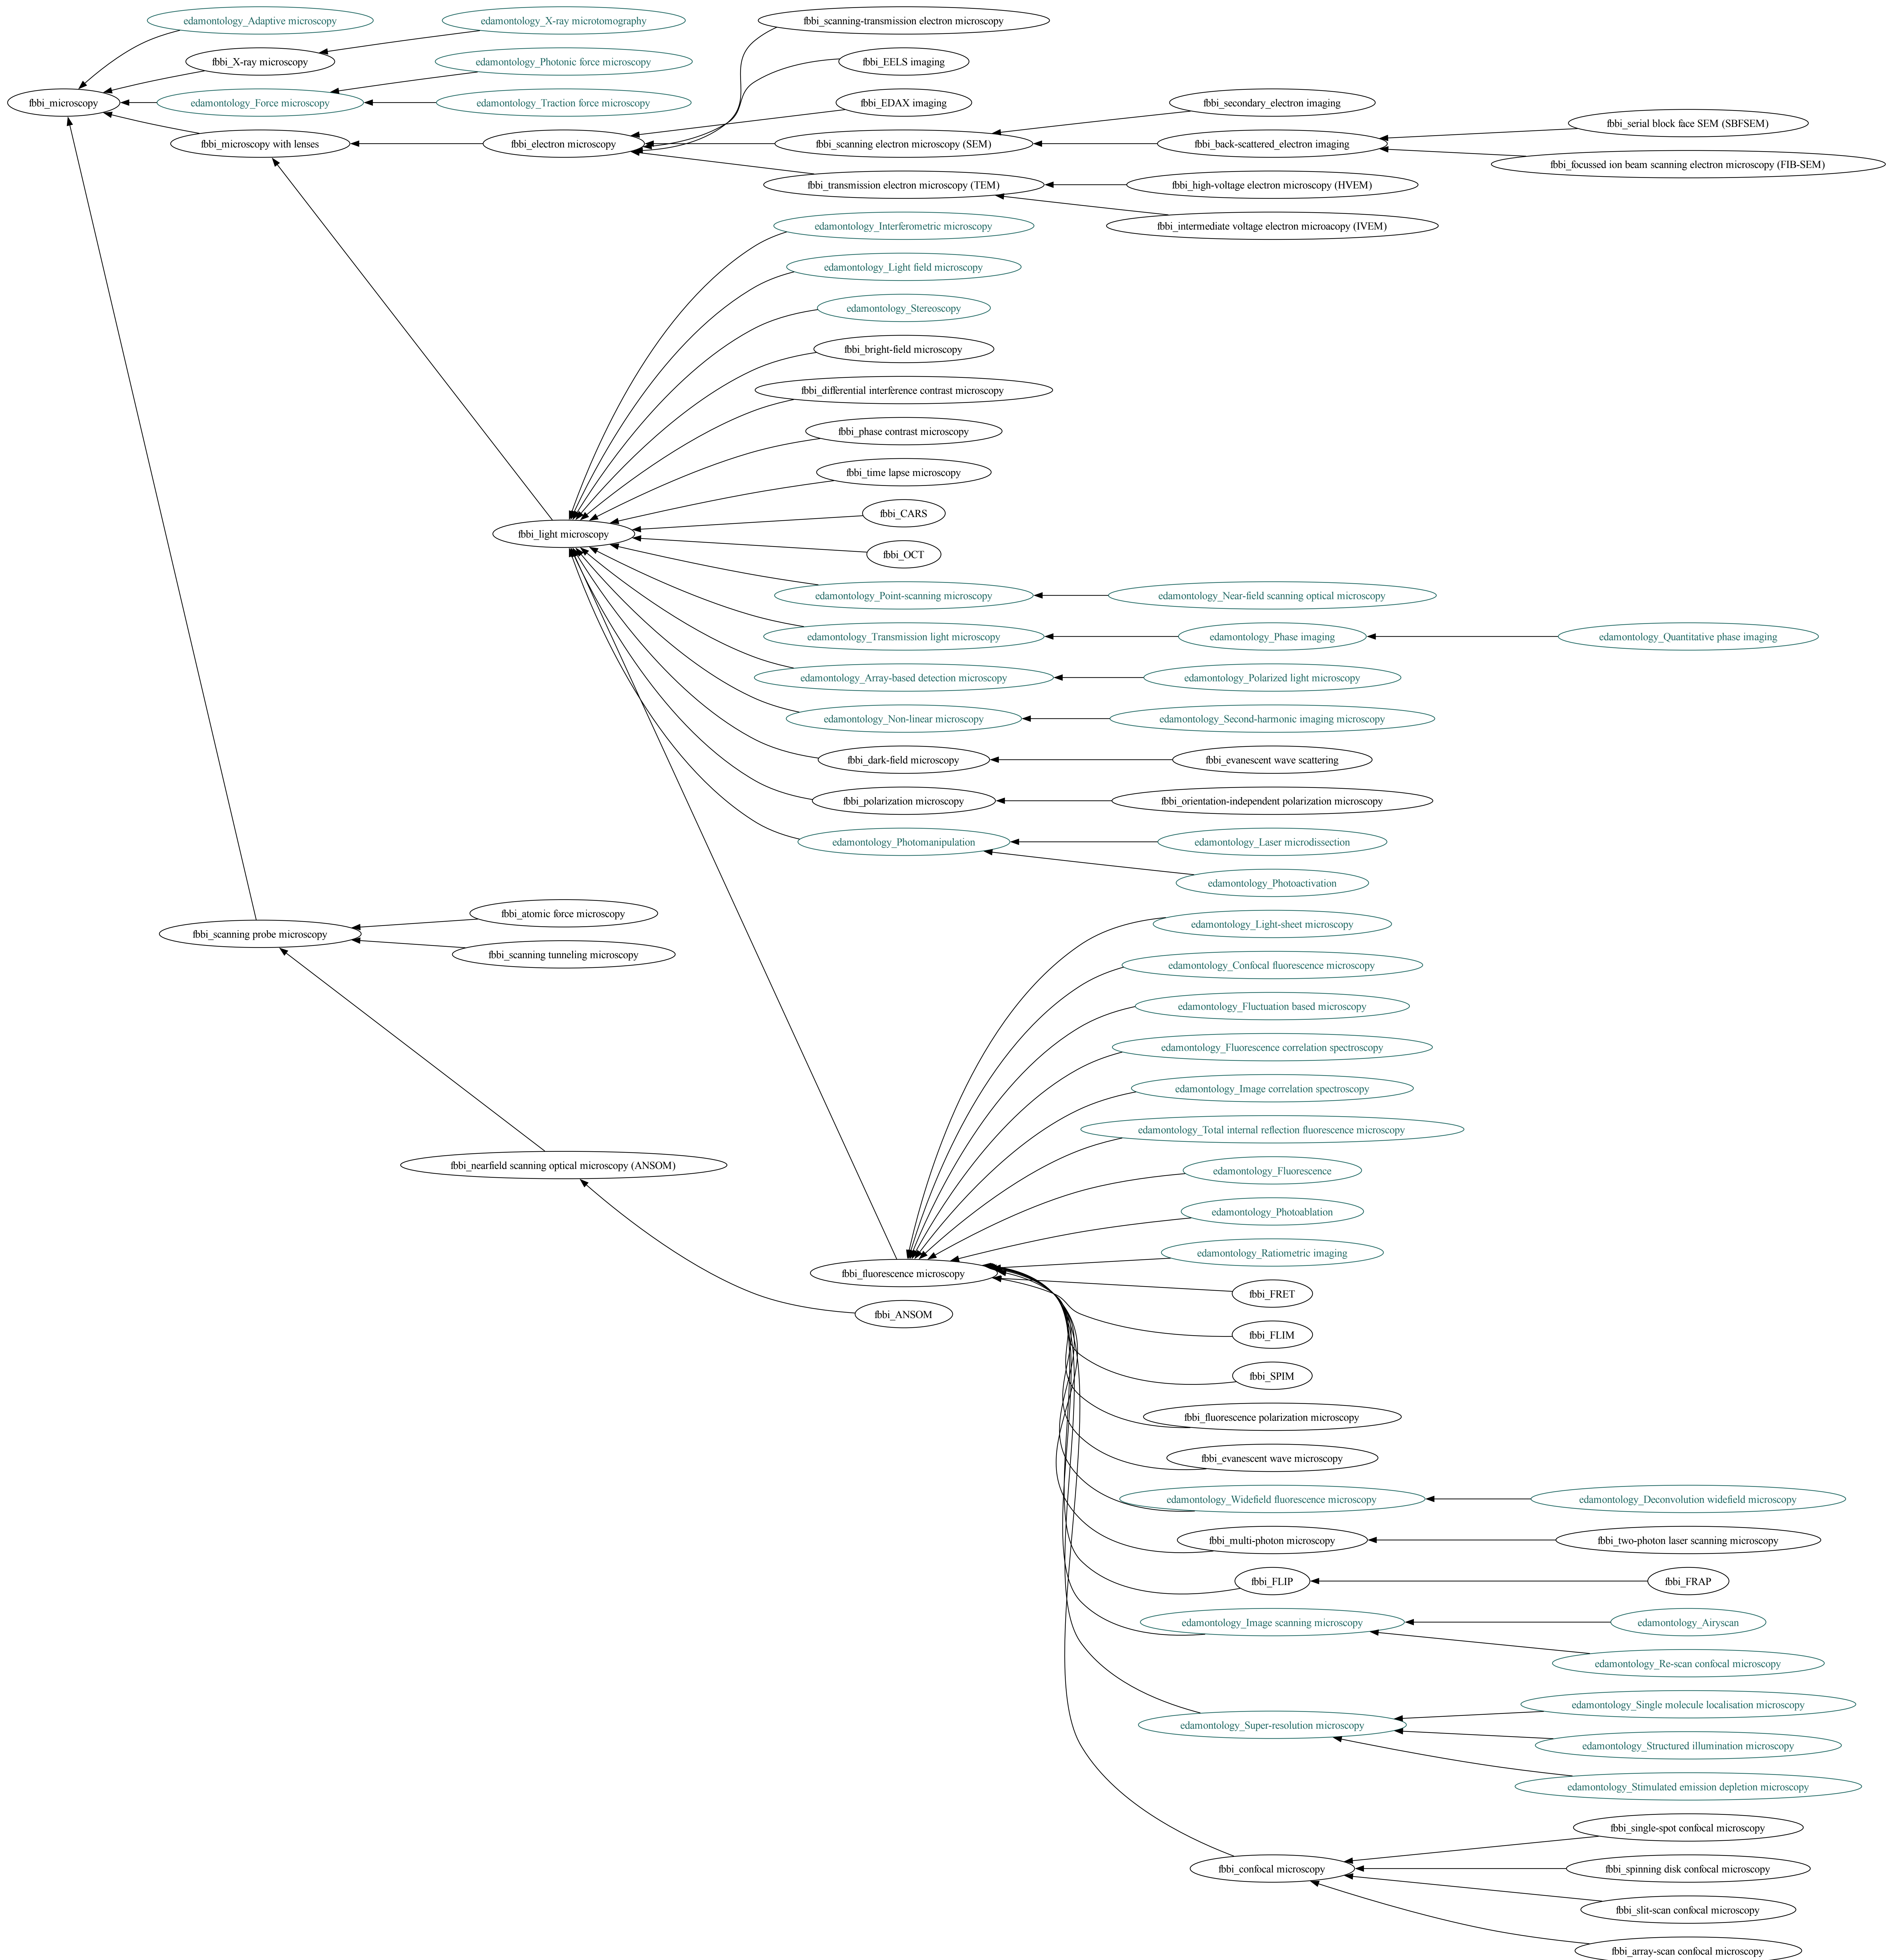 edamontology_Adaptive microscopy
edamontology_X-ray microtomography
fbbi_scanning-transmission electron microscopy
fbbi_X-ray microscopy
edamontology_Photonic force microscopy
fbbi_EELS imaging
fbbi_microscopy
edamontology_Force microscopy
edamontology_Traction force microscopy
fbbi_EDAX imaging
fbbi_secondary_electron imaging
fbbi_serial block face SEM (SBFSEM)
fbbi_microscopy with lenses
fbbi_electron microscopy
fbbi_scanning electron microscopy (SEM)
fbbi_back-scattered_electron imaging
fbbi_focussed ion beam scanning electron microscopy (FIB-SEM)
fbbi_transmission electron microscopy (TEM)
fbbi_high-voltage electron microscopy (HVEM)
fbbi_intermediate voltage electron microacopy (IVEM)
edamontology_Interferometric microscopy
edamontology_Light field microscopy
edamontology_Stereoscopy
fbbi_bright-field microscopy
fbbi_differential interference contrast microscopy
fbbi_phase contrast microscopy
fbbi_time lapse microscopy
fbbi_CARS
fbbi_light microscopy
fbbi_OCT
edamontology_Point-scanning microscopy
edamontology_Near-field scanning optical microscopy
edamontology_Transmission light microscopy
edamontology_Phase imaging
edamontology_Quantitative phase imaging
edamontology_Array-based detection microscopy
edamontology_Polarized light microscopy
edamontology_Non-linear microscopy
edamontology_Second-harmonic imaging microscopy
fbbi_dark-field microscopy
fbbi_evanescent wave scattering
fbbi_polarization microscopy
fbbi_orientation-independent polarization microscopy
edamontology_Photomanipulation
edamontology_Laser microdissection
edamontology_Photoactivation
fbbi_atomic force microscopy
edamontology_Light-sheet microscopy
fbbi_scanning probe microscopy
fbbi_scanning tunneling microscopy
edamontology_Confocal fluorescence microscopy
edamontology_Fluctuation based microscopy
edamontology_Fluorescence correlation spectroscopy
edamontology_Image correlation spectroscopy
edamontology_Total internal reflection fluorescence microscopy
fbbi_nearfield scanning optical microscopy (ANSOM)
edamontology_Fluorescence
edamontology_Photoablation
edamontology_Ratiometric imaging
fbbi_fluorescence microscopy
fbbi_FRET
fbbi_ANSOM
fbbi_FLIM
fbbi_SPIM
fbbi_fluorescence polarization microscopy
fbbi_evanescent wave microscopy
edamontology_Widefield fluorescence microscopy
edamontology_Deconvolution widefield microscopy
fbbi_multi-photon microscopy
fbbi_two-photon laser scanning microscopy
fbbi_FLIP
fbbi_FRAP
edamontology_Image scanning microscopy
edamontology_Airyscan
edamontology_Re-scan confocal microscopy
edamontology_Single molecule localisation microscopy
edamontology_Super-resolution microscopy
edamontology_Structured illumination microscopy
edamontology_Stimulated emission depletion microscopy
fbbi_single-spot confocal microscopy
fbbi_confocal microscopy
fbbi_spinning disk confocal microscopy
fbbi_slit-scan confocal microscopy
fbbi_array-scan confocal microscopy